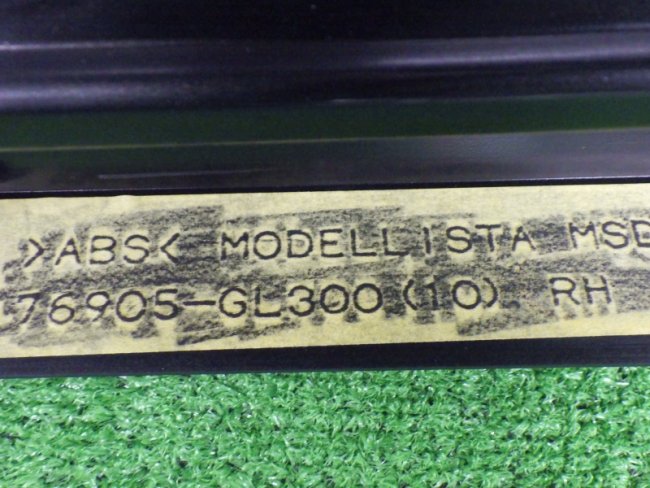 >ABS< MODELLISTA MSD
76905-GL300(10) RH